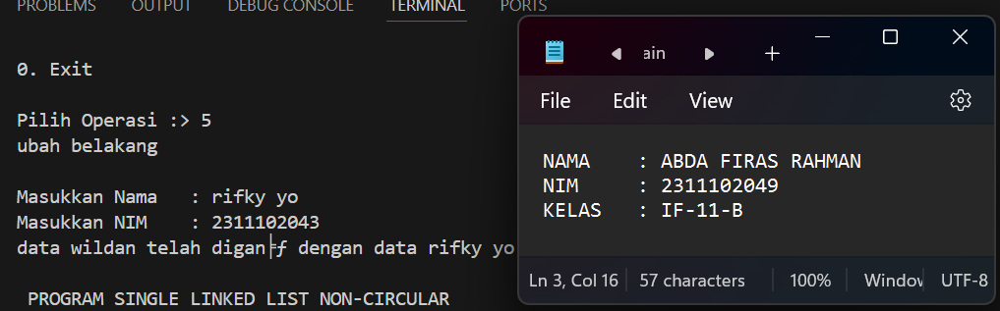 PROBLEMS OUTPUT DEBUG CONSOLE TERMINAL PORTS
0. Exit
Pilih Operasi :> 5
ubah belakang
Masukkan Nama : rifky yo
Masukkan NIM : 2311102043
data wildan telah digan dengan data rifky yo
PROGRAM SINGLE LINKED LIST NON-CIRCULAR
ain
File Edit View
NAMA : ABDA FIRAS RAHMAN
NIM : 2311102049
KELAS : IF-11-B
Ln 3, Col 16 57 characters 100% Window UTF-8